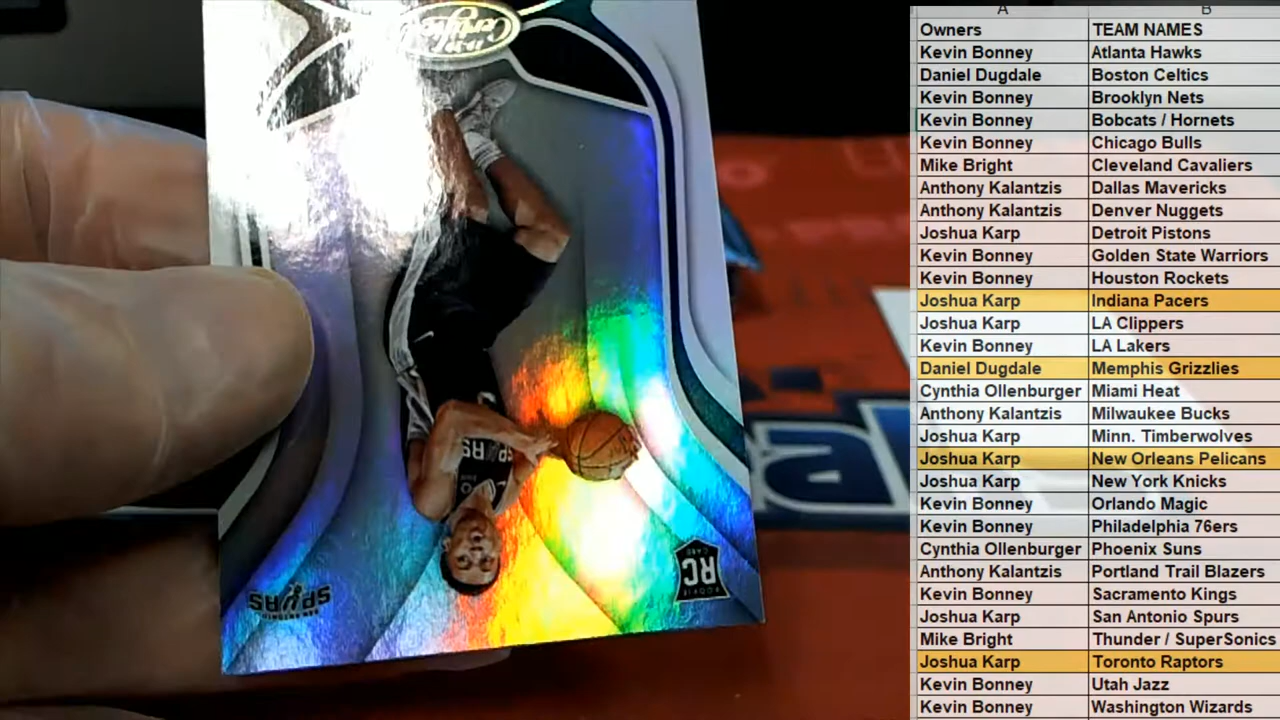 Certified
SPURS
SPURS
RC
A B
Owners TEAM NAMES
Kevin Bonney Atlanta Hawks
Daniel Dugdale Boston Celtics
Kevin Bonney Brooklyn Nets
Kevin Bonney Bobcats / Hornets
Kevin Bonney Chicago Bulls
Mike Bright Cleveland Cavaliers
Anthony Kalantzis Dallas Mavericks
Anthony Kalantzis Denver Nuggets
Joshua Karp Detroit Pistons
Kevin Bonney Golden State Warriors
Kevin Bonney Houston Rockets
Joshua Karp Indiana Pacers
Joshua Karp LA Clippers
Kevin Bonney LA Lakers
Daniel Dugdale Memphis Grizzlies
Cynthia Ollenburger Miami Heat
Anthony Kalantzis Milwaukee Bucks
Joshua Karp Minn. Timberwolves
Joshua Karp New Orleans Pelicans
Joshua Karp New York Knicks
Kevin Bonney Orlando Magic
Kevin Bonney Philadelphia 76ers
Cynthia Ollenburger Phoenix Suns
Anthony Kalantzis Portland Trail Blazers
Kevin Bonney Sacramento Kings
Joshua Karp San Antonio Spurs
Mike Bright Thunder / SuperSonics
Joshua Karp Toronto Raptors
Kevin Bonney Utah Jazz
Kevin Bonney Washington Wizards